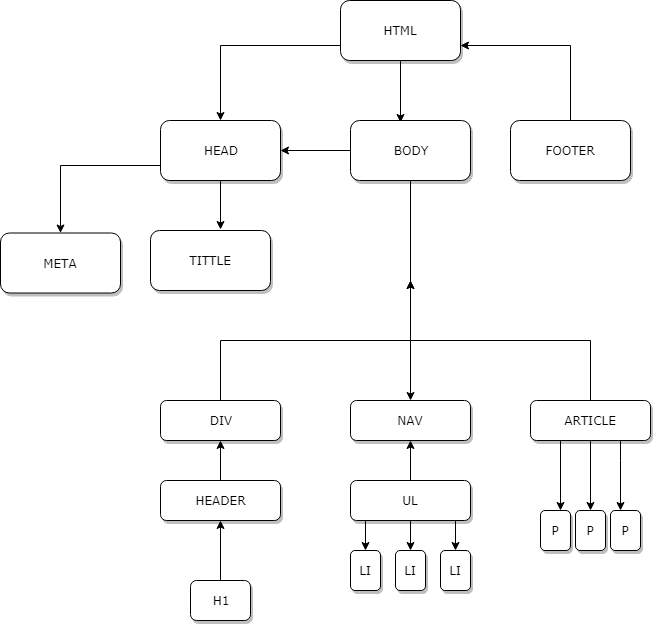 HTML
HEAD
BODY
FOOTER
META
TITTLE
DIV
NAV
ARTICLE
HEADER
UL
P
P
P
LI
LI
LI
H1